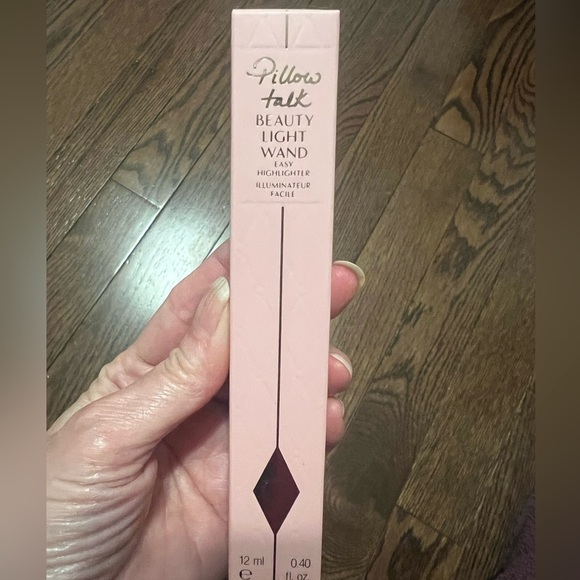 Pillow
talk
BEAUTY
LIGHT
WAND
EASY
HIGHLIGHTER
ILLUMINATEUR
FACILE
12 ml 0.40
e fl. oz